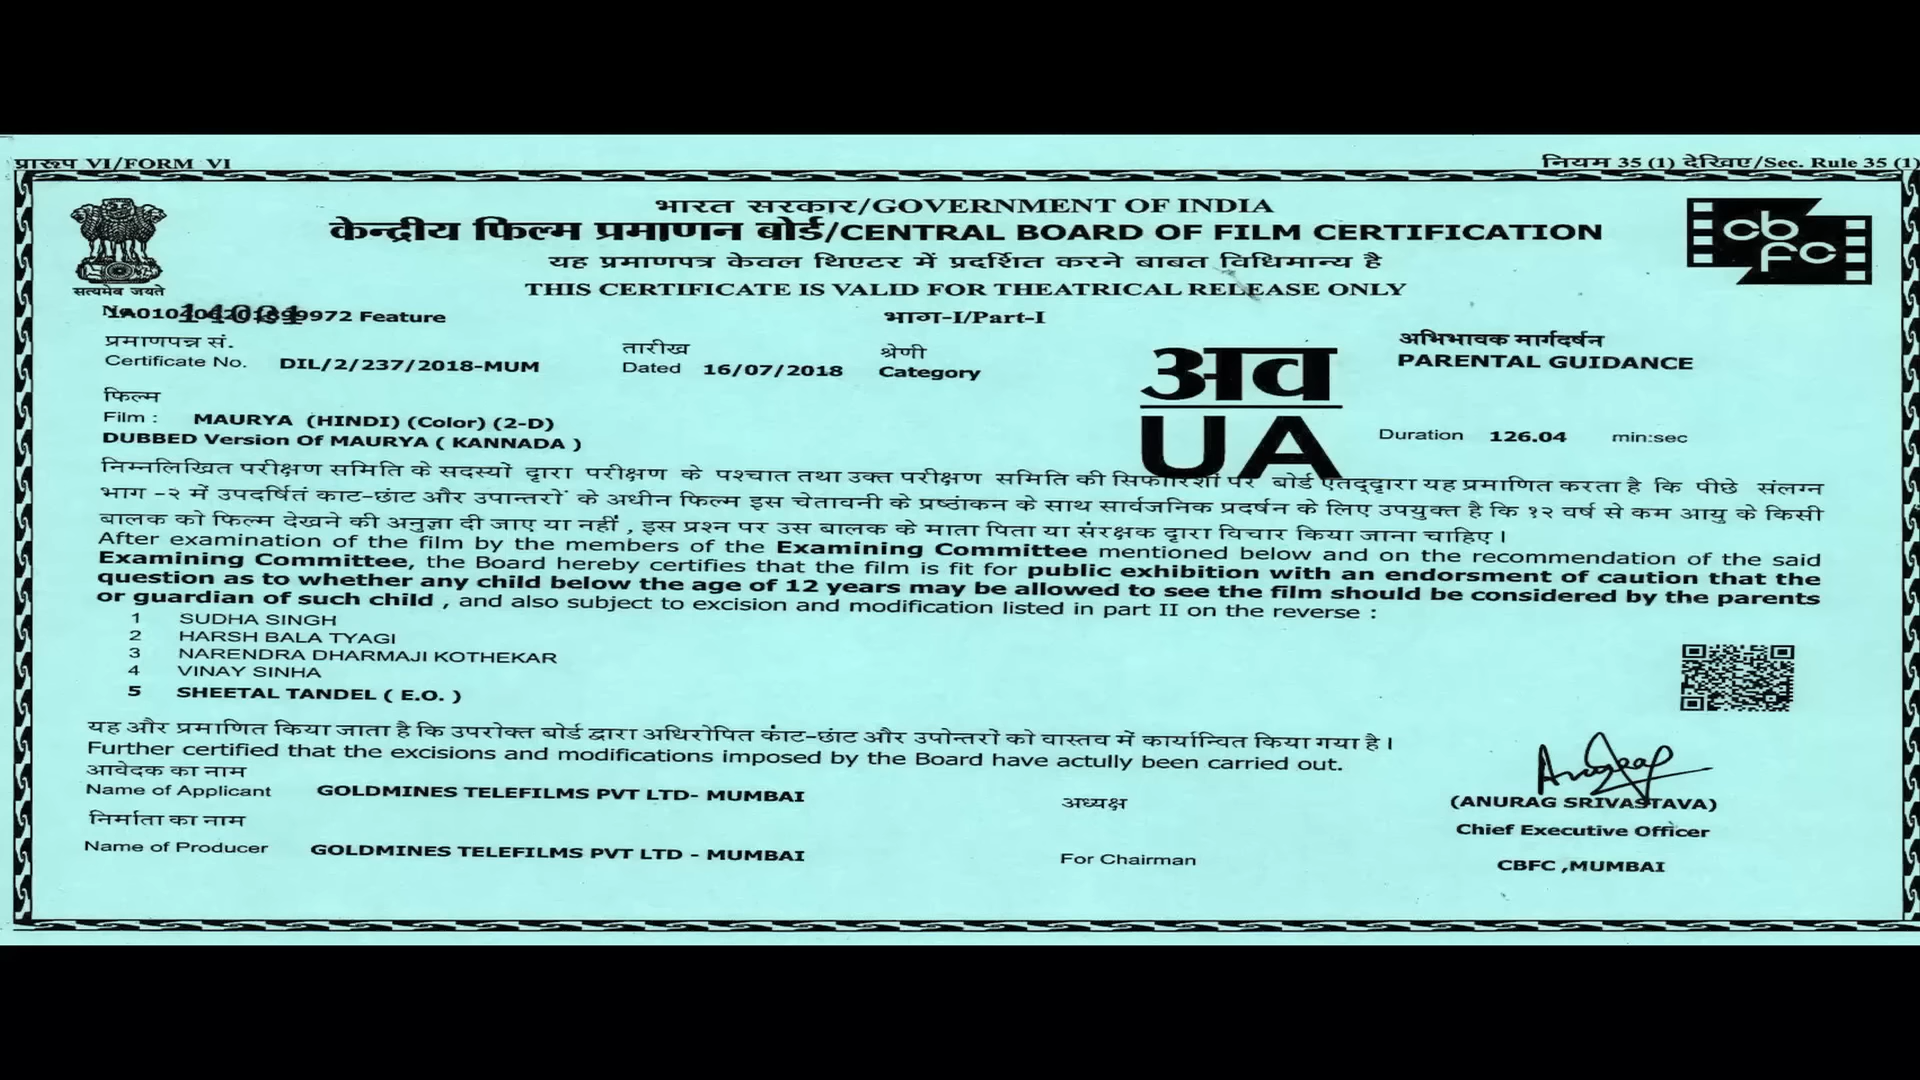 प्रारूप VI/FORM VI
नियम 35 (1) देखिए/Sec. Rule 35 (1)
भारत सरकार/GOVERNMENT OF INDIA
केन्द्रीय फिल्म प्रमाणन बोर्ड/CENTRAL BOARD OF FILM CERTIFICATION
cbfc
यह प्रमाणपत्र केवल थिएटर में प्रदर्शित करने बाबत विधिमान्य है
THIS CERTIFICATE IS VALID FOR THEATRICAL RELEASE ONLY
सत्यमेव जयते
Feature
भाग-I/Part-I
प्रमाणपत्र सं.
Certificate No. DIL/2/237/2018-MUM
तारीख
Dated 16/07/2018
श्रेणी
Category
अव
UA
अभिभावक मार्गदर्षन
PARENTAL GUIDANCE
फिल्म
Film : MAURYA (HINDI) (Color) (2-D)
DUBBED Version Of MAURYA ( KANNADA )
Duration 126.04 min:sec
निम्नलिखित परीक्षण समिति के सदस्यों द्वारा परीक्षण के पश्चात तथा उक्त परीक्षण समिति की सिफारिशों पर बोर्ड एतद्द्वारा यह प्रमाणित करता है कि पीछे संलग्न
भाग -२ में उपदर्षित काट-छांट और उपान्तरों के अधीन फिल्म इस चेतावनी के प्रष्ठांकन के साथ सार्वजनिक प्रदर्षन के लिए उपयुक्त है कि १२ वर्ष से कम आयु के किसी
बालक को फिल्म देखने की अनुज्ञा दी जाए या नहीं , इस प्रश्न पर उस बालक के माता पिता या संरक्षक द्वारा विचार किया जाना चाहिए ।
After examination of the film by the members of the Examining Committee mentioned below and on the recommendation of the said
Examining Committee, the Board hereby certifies that the film is fit for public exhibition with an endorsment of caution that the
question as to whether any child below the age of 12 years may be allowed to see the film should be considered by the parents
or guardian of such child , and also subject to excision and modification listed in part II on the reverse :
1 SUDHA SINGH
2 HARSH BALA TYAGI
3 NARENDRA DHARMAJI KOTHEKAR
4 VINAY SINHA
5 SHEETAL TANDEL ( E.O. )
यह और प्रमाणित किया जाता है कि उपरोक्त बोर्ड द्वारा अधिरोपित कांट-छांट और उपोन्तरों को वास्तव में कार्यान्वित किया गया है ।
Further certified that the excisions and modifications imposed by the Board have actully been carried out.
आवेदक का नाम
Name of Applicant GOLDMINES TELEFILMS PVT LTD- MUMBAI
निर्माता का नाम
Name of Producer GOLDMINES TELEFILMS PVT LTD - MUMBAI
अध्यक्ष
For Chairman
(ANURAG SRIVASTAVA)
Chief Executive Officer
CBFC ,MUMBAI